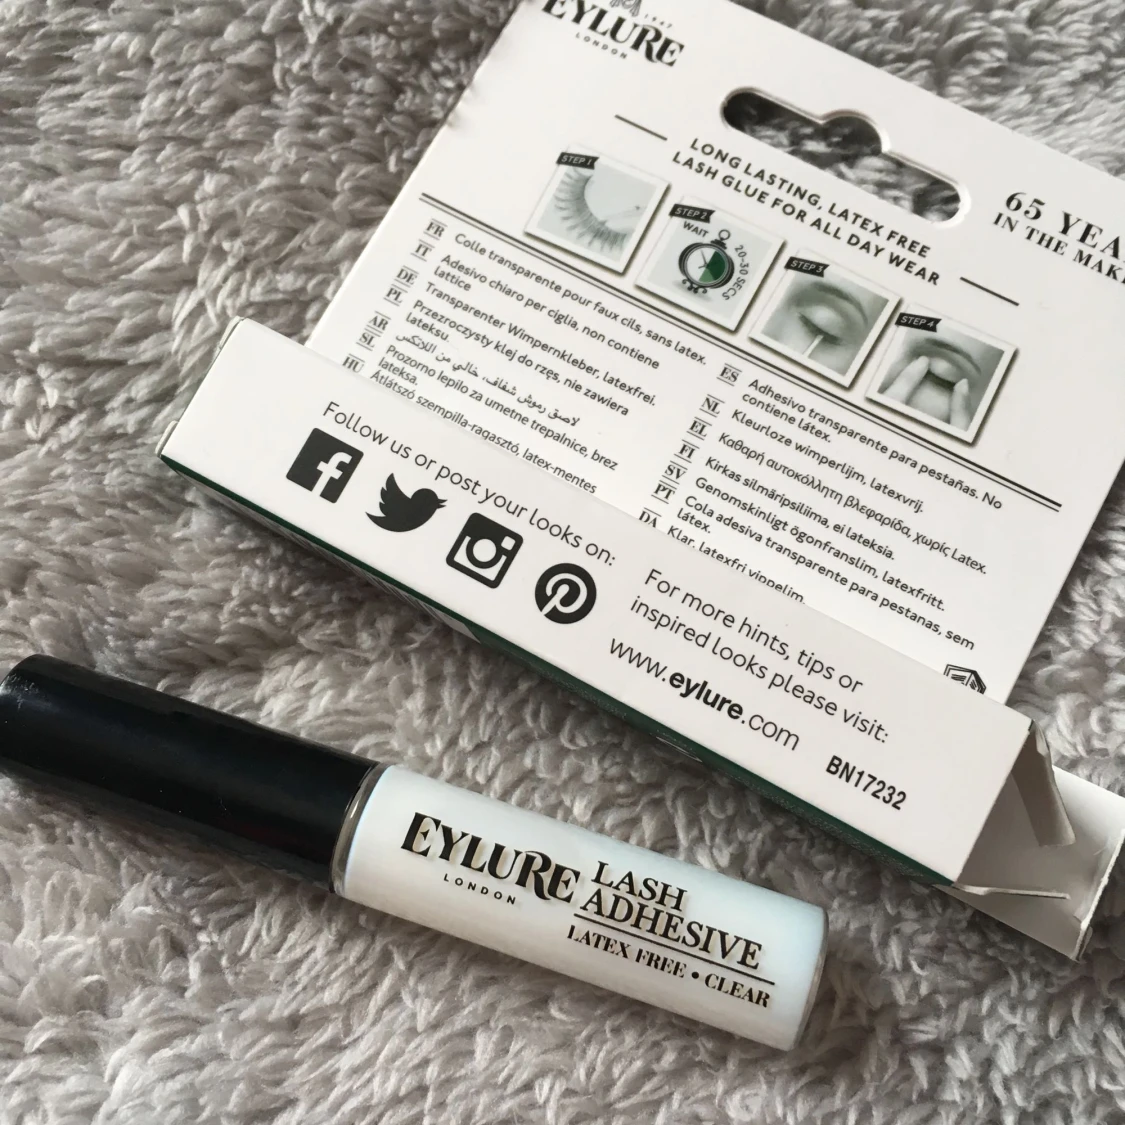 EYLURE
1947
LONDON
65 YEA
IN THE MAK
LONG LASTING, LATEX FREE
LASH GLUE FOR ALL DAY WEAR
STEP 1
STEP 2
WAIT
20-30 SECS
STEP 3
STEP 4
FR Colle transparente pour faux cils, sans latex.
IT Adesivo chiaro per ciglia, non contiene
lattice
DE Transparenter Wimpernkleber, latexfrei.
PL Przezroczysty klej do rzęs, nie zawiera
lateksu.
AR لاصق رموش شفاف، خالي من اللاتكس
SL Prozorno lepilo za umetne trepalnice, brez
lateksa.
HU Átlátszó szempilla-ragasztó, latex-mentes
ES Adhesivo transparente para pestañas. No
contiene látex.
NL Kleurloze wimperlijm, latexvrij.
EL Καθαρή αυτοκόλλητη βλεφαρίδα, χωρίς Latex.
FI Kirkas silmäripsiliima, ei lateksia.
SV Genomskinligt ögonfranslim, latexfritt.
PT Cola adesiva transparente para pestanas, sem
látex.
DA Klar, latexfri vippelim.
Follow us or post your looks on:
For more hints, tips or
inspired looks please visit:
www.eylure.com
BN17232
EYLURE
LONDON
LASH
ADHESIVE
LATEX FREE • CLEAR